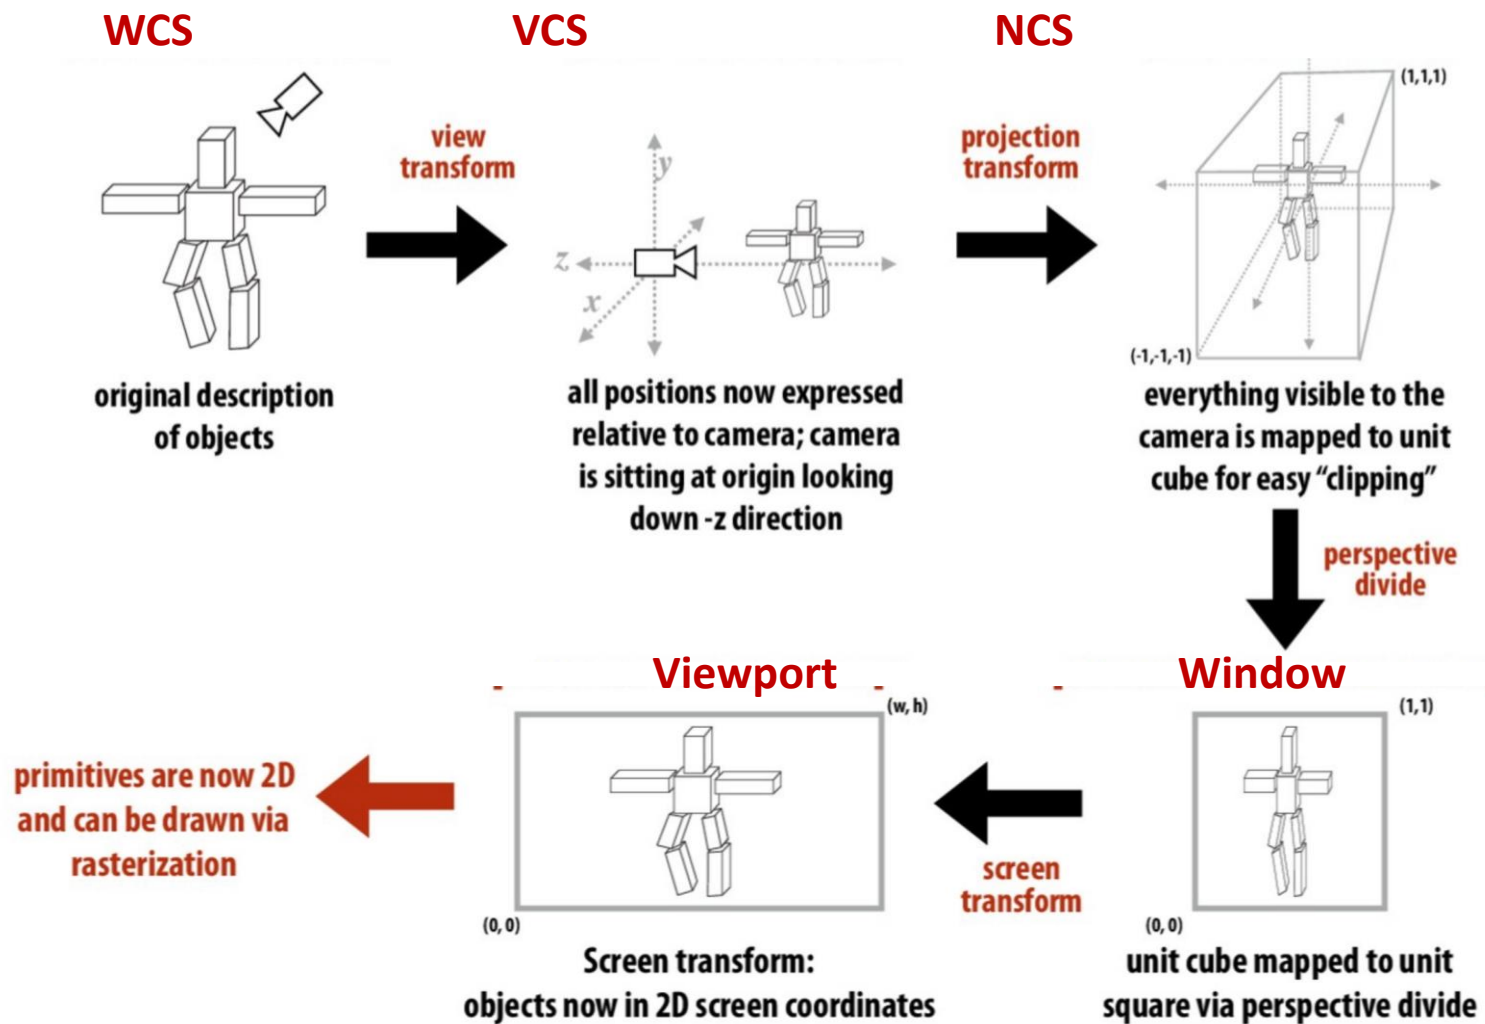 WCS
VCS
NCS
view
transform
y
z
x
projection
transform
(1,1,1)
(-1,-1,-1)
original description
of objects
all positions now expressed
relative to camera; camera
is sitting at origin looking
down -z direction
everything visible to the
camera is mapped to unit
cube for easy “clipping”
perspective
divide
Window
(1,1)
(0, 0)
unit cube mapped to unit
square via perspective divide
screen
transform
Viewport
(w, h)
(0, 0)
Screen transform:
objects now in 2D screen coordinates
primitives are now 2D
and can be drawn via
rasterization